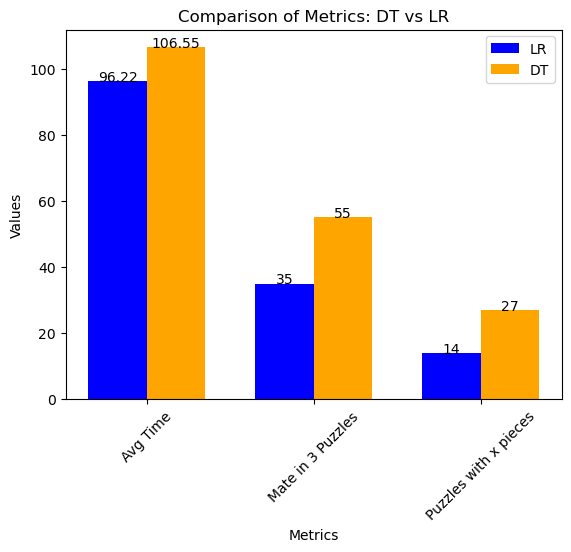 Comparison of Metrics: DT vs LR
LR
DT
96.22
106.55
35
55
14
27
100
80
60
40
20
0
Values
Avg Time
Mate in 3 Puzzles
Puzzles with x pieces
Metrics